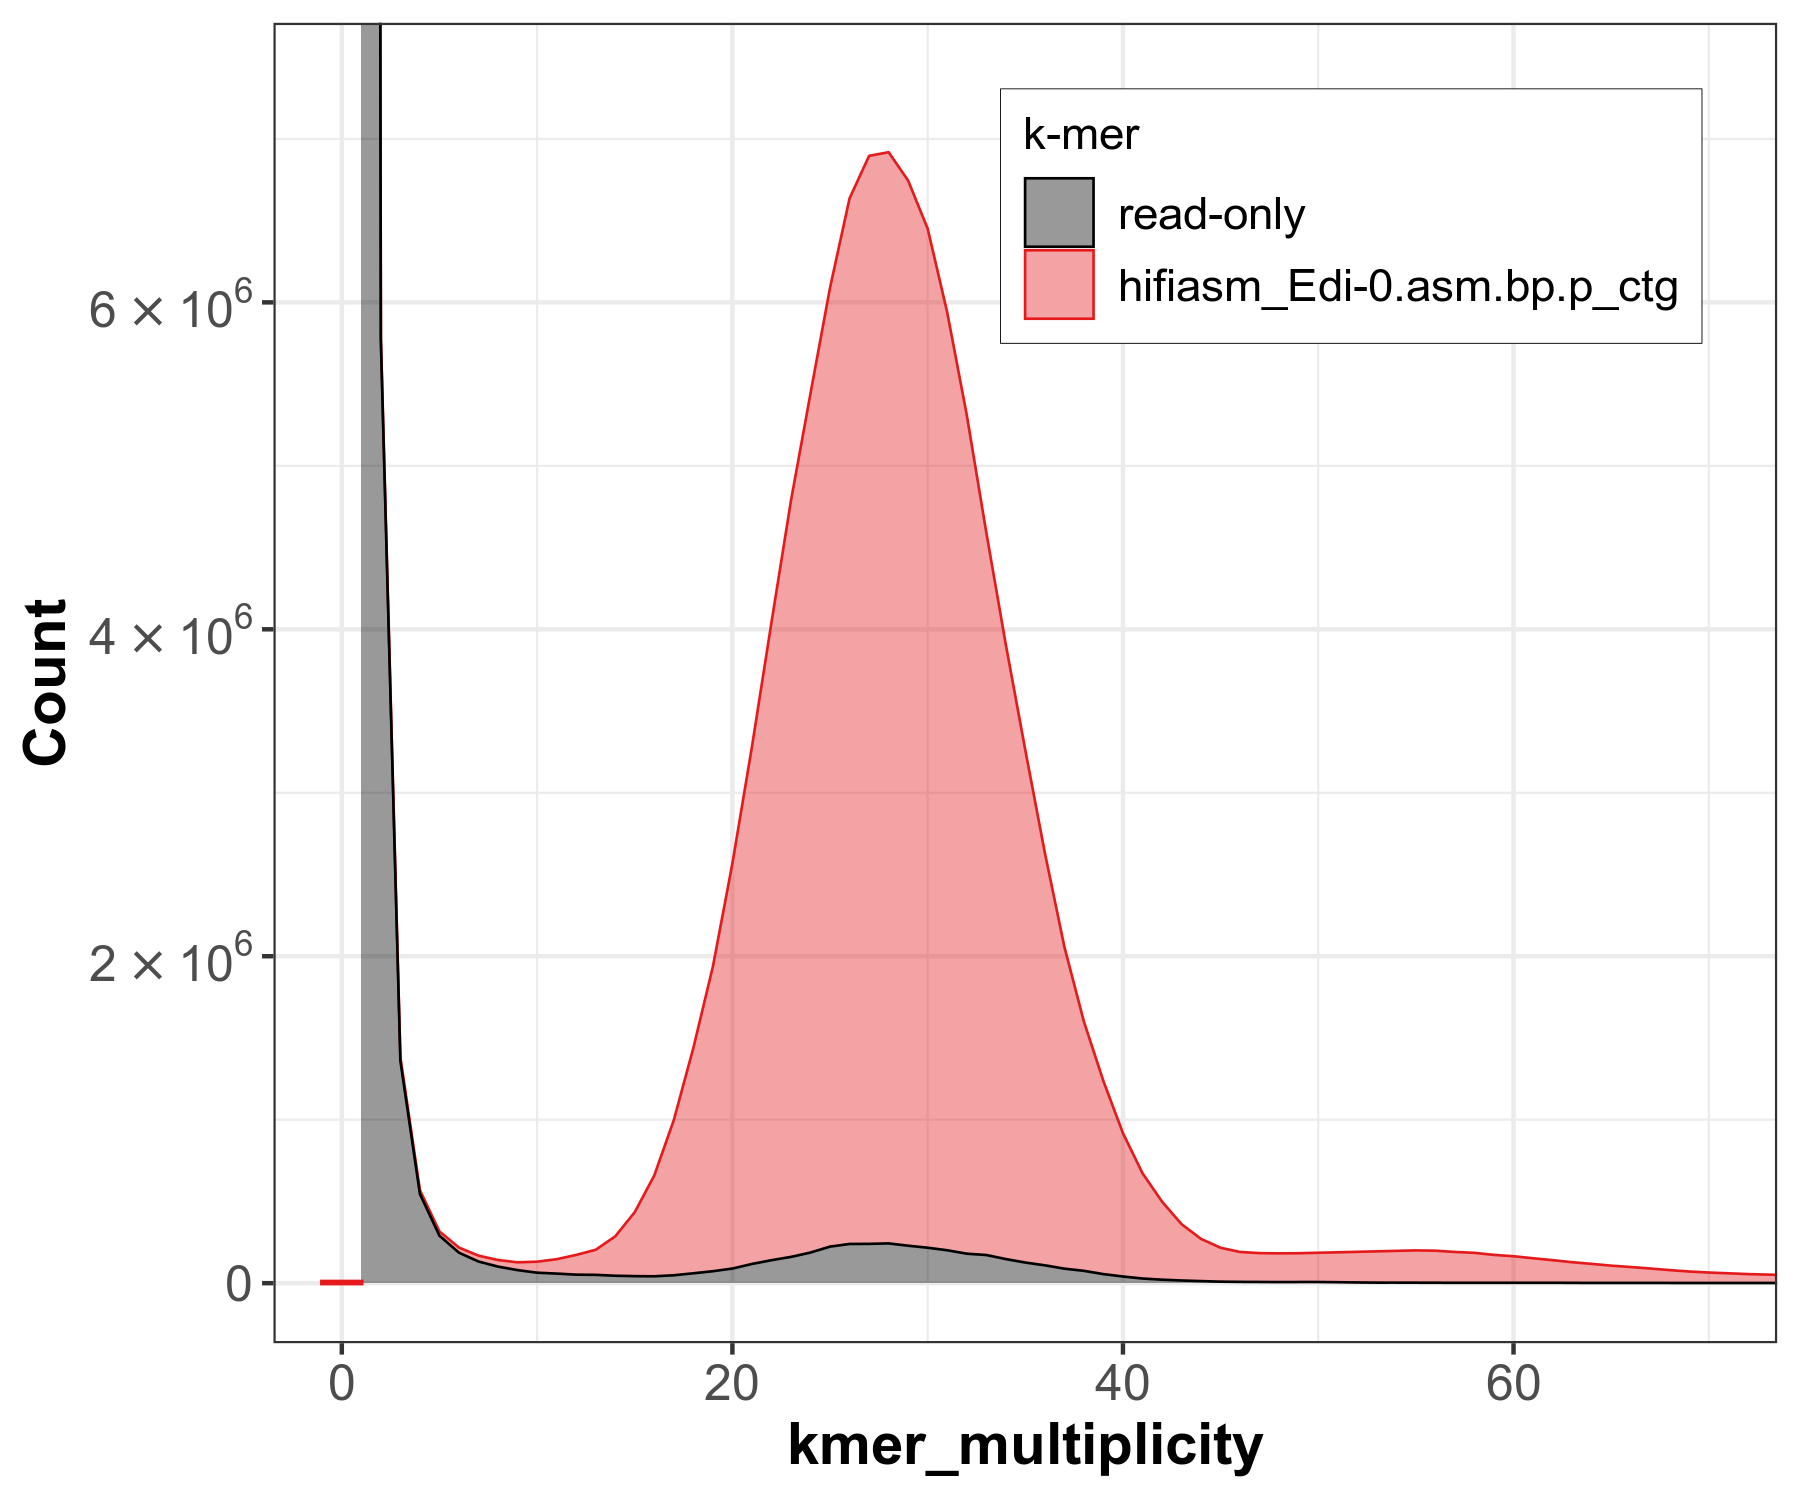 k-mer
read-only
hifiasm_Edi-0.asm.bp.p_ctg
6 × 10⁶
4 × 10⁶
2 × 10⁶
0
Count
0 20 40 60
kmer_multiplicity